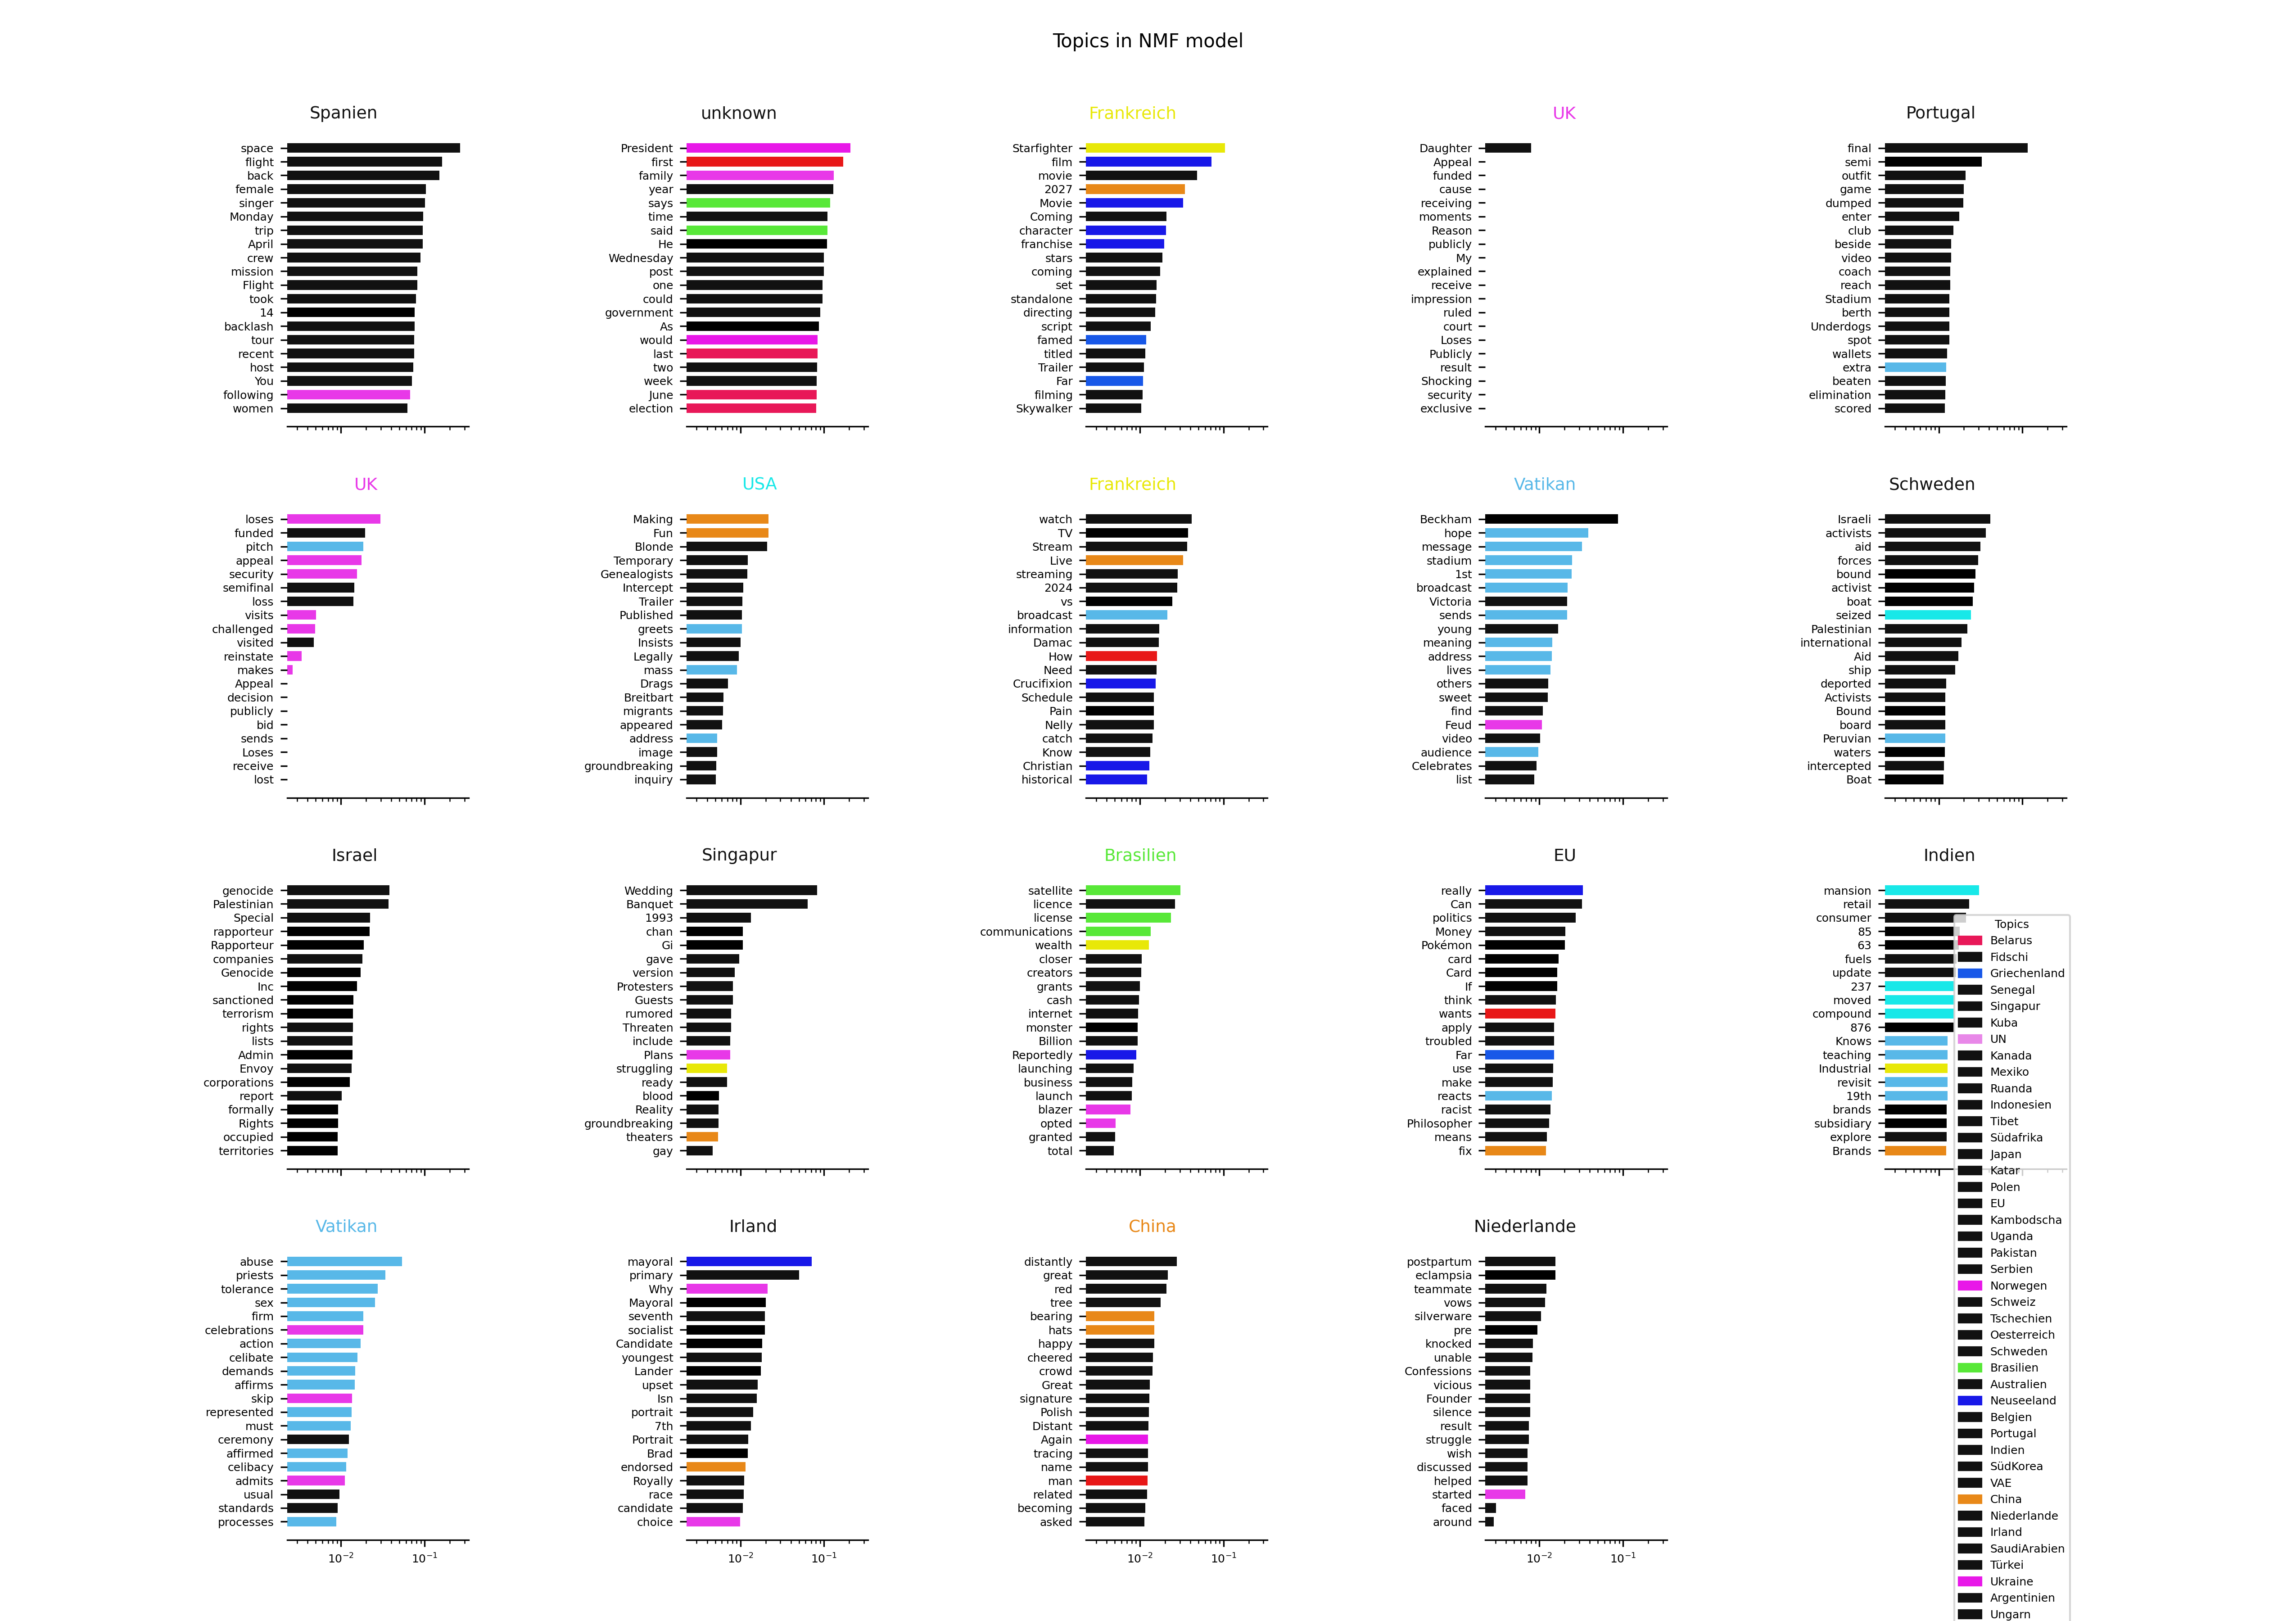 Topics in NMF model
Spanien
space
flight
back
female
singer
Monday
trip
April
crew
mission
Flight
took
14
backlash
tour
recent
host
You
following
women
unknown
President
first
family
year
says
time
said
He
Wednesday
post
one
could
government
As
would
last
two
week
June
election
Frankreich
Starfighter
film
movie
2027
Movie
Coming
character
franchise
stars
coming
set
standalone
directing
script
famed
titled
Trailer
Far
filming
Skywalker
UK
Daughter
Appeal
funded
cause
receiving
moments
Reason
publicly
My
explained
receive
impression
ruled
court
Loses
Publicly
result
Shocking
security
exclusive
Portugal
final
semi
outfit
game
dumped
enter
club
beside
video
coach
reach
Stadium
berth
Underdogs
spot
wallets
extra
beaten
elimination
scored
UK
loses
funded
pitch
appeal
security
semifinal
loss
visits
challenged
visited
reinstate
makes
Appeal
decision
publicly
bid
sends
Loses
receive
lost
USA
Making
Fun
Blonde
Temporary
Genealogists
Intercept
Trailer
Published
greets
Insists
Legally
mass
Drags
Breitbart
migrants
appeared
address
image
groundbreaking
inquiry
Frankreich
watch
TV
Stream
Live
streaming
2024
vs
broadcast
information
Damac
How
Need
Crucifixion
Schedule
Pain
Nelly
catch
Know
Christian
historical
Vatikan
Beckham
hope
message
stadium
1st
broadcast
Victoria
sends
young
meaning
address
lives
others
sweet
find
Feud
video
audience
Celebrates
list
Schweden
Israeli
activists
aid
forces
bound
activist
boat
seized
Palestinian
international
Aid
ship
deported
Activists
Bound
board
Peruvian
waters
intercepted
Boat
Israel
genocide
Palestinian
Special
rapporteur
Rapporteur
companies
Genocide
Inc
sanctioned
terrorism
rights
lists
Admin
Envoy
corporations
report
formally
Rights
occupied
territories
Singapur
Wedding
Banquet
1993
chan
Gi
gave
version
Protesters
Guests
rumored
Threaten
include
Plans
struggling
ready
blood
Reality
groundbreaking
theaters
gay
Brasilien
satellite
licence
license
communications
wealth
closer
creators
grants
cash
internet
monster
Billion
Reportedly
launching
business
launch
blazer
opted
granted
total
EU
really
Can
politics
Money
Pokémon
card
Card
If
think
wants
apply
troubled
Far
use
make
reacts
racist
Philosopher
means
fix
Indien
mansion
retail
consumer
85
63
fuels
update
237
moved
compound
876
Knows
teaching
Industrial
revisit
19th
brands
subsidiary
explore
Brands
Vatikan
abuse
priests
tolerance
sex
firm
celebrations
action
celibate
demands
affirms
skip
represented
must
ceremony
affirmed
celibacy
admits
usual
standards
processes
10⁻² 10⁻¹
Irland
mayoral
primary
Why
Mayoral
seventh
socialist
Candidate
youngest
Lander
upset
Isn
portrait
7th
Portrait
Brad
endorsed
Royally
race
candidate
choice
10⁻² 10⁻¹
China
distantly
great
red
tree
bearing
hats
happy
cheered
crowd
Great
signature
Polish
Distant
Again
tracing
name
man
related
becoming
asked
10⁻² 10⁻¹
Niederlande
postpartum
eclampsia
teammate
vows
silverware
pre
knocked
unable
Confessions
vicious
Founder
silence
result
struggle
wish
discussed
helped
started
faced
around
10⁻² 10⁻¹
Topics
Belarus
Fidschi
Griechenland
Senegal
Singapur
Kuba
UN
Kanada
Mexiko
Ruanda
Indonesien
Tibet
Südafrika
Japan
Katar
Polen
EU
Kambodscha
Uganda
Pakistan
Serbien
Norwegen
Schweiz
Tschechien
Oesterreich
Schweden
Brasilien
Australien
Neuseeland
Belgien
Portugal
Indien
SüdKorea
VAE
China
Niederlande
Irland
SaudiArabien
Türkei
Ukraine
Argentinien
Ungarn